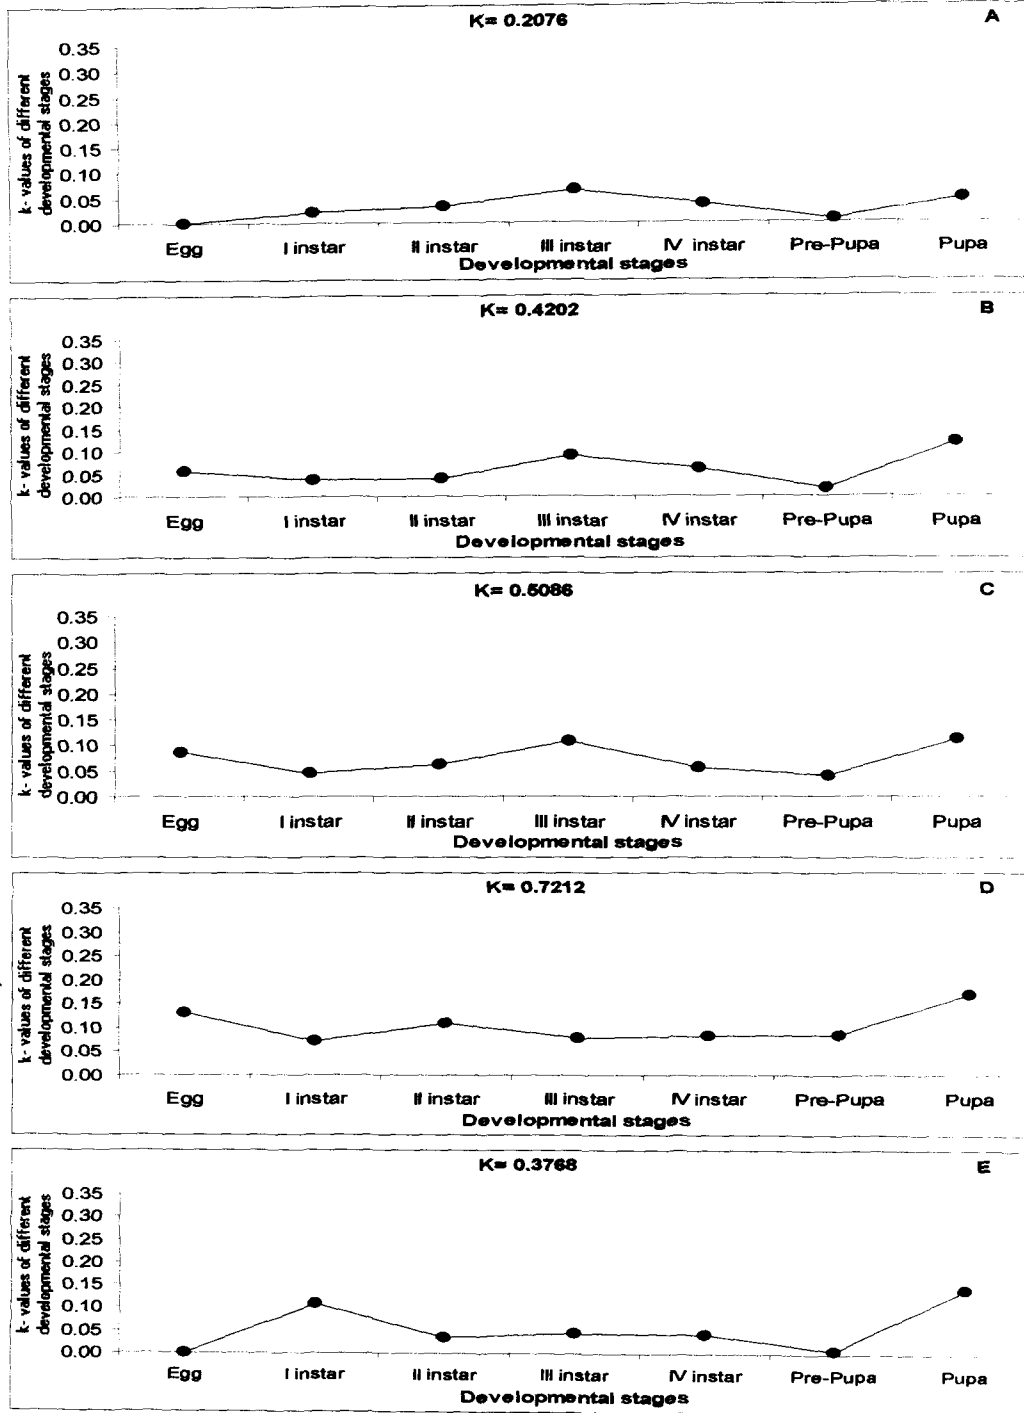 K= 0.2076 A
k- values of different
developmental stages
0.35
0.30
0.25
0.20
0.15
0.10
0.05
0.00
Egg I instar II instar III instar IV instar Pre-Pupa Pupa
Developmental stages
K= 0.4202 B
k- values of different
developmental stages
0.35
0.30
0.25
0.20
0.15
0.10
0.05
0.00
Egg I instar II instar III instar IV instar Pre-Pupa Pupa
Developmental stages
K= 0.5086 C
k- values of different
developmental stages
0.35
0.30
0.25
0.20
0.15
0.10
0.05
0.00
Egg I instar II instar III instar IV instar Pre-Pupa Pupa
Developmental stages
K= 0.7212 D
k- values of different
developmental stages
0.35
0.30
0.25
0.20
0.15
0.10
0.05
0.00
Egg I instar II instar III instar IV instar Pre-Pupa Pupa
Developmental stages
K= 0.3768 E
k- values of different
developmental stages
0.35
0.30
0.25
0.20
0.15
0.10
0.05
0.00
Egg I instar II instar III instar IV instar Pre-Pupa Pupa
Developmental stages